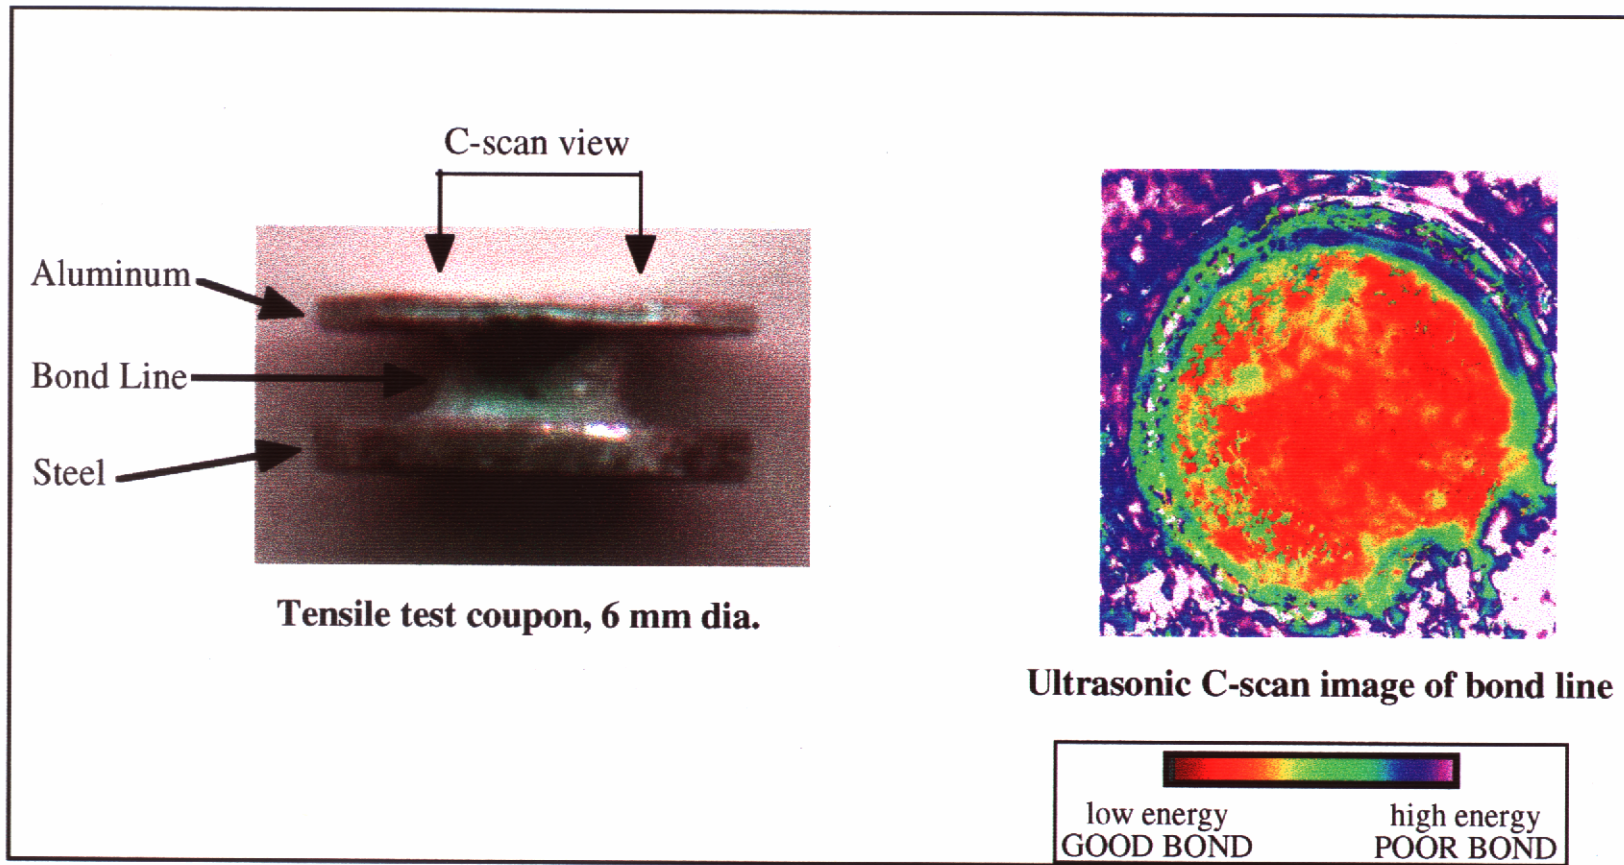 C-scan view
Aluminum
Bond Line
Steel
Tensile test coupon, 6 mm dia.
Ultrasonic C-scan image of bond line
low energy high energy
GOOD BOND POOR BOND